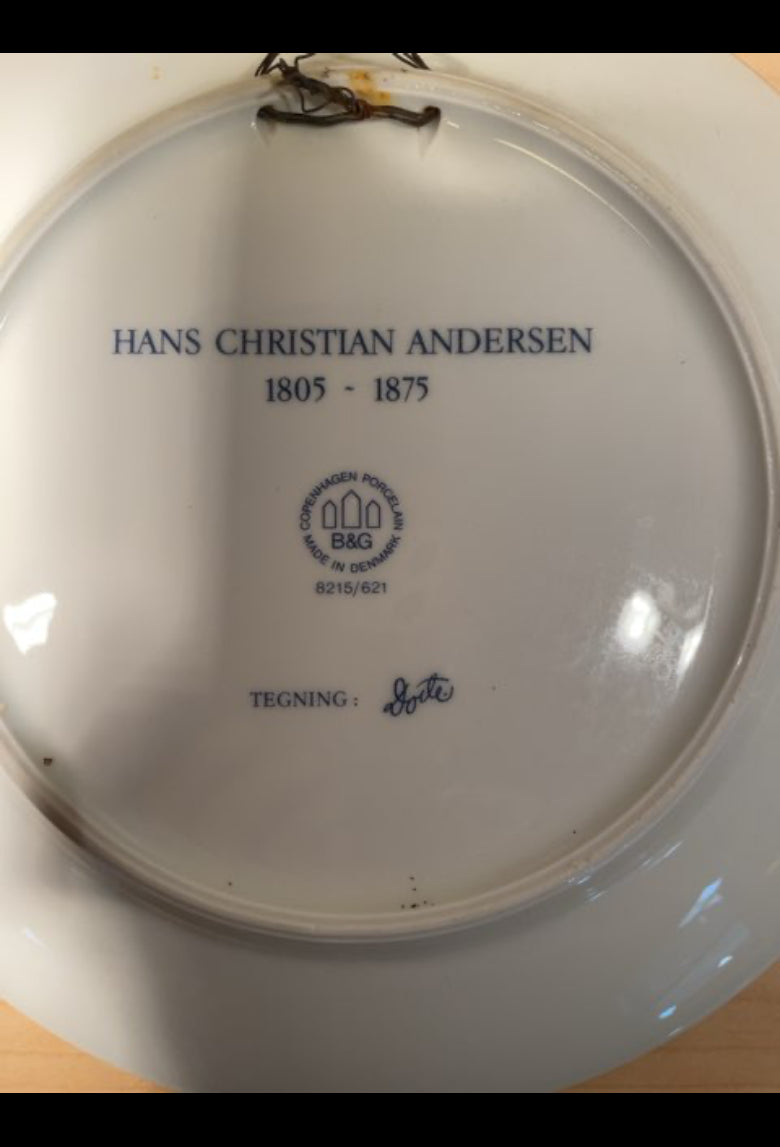 HANS CHRISTIAN ANDERSEN
1805 - 1875
COPENHAGEN PORCELAIN
B&G
MADE IN DENMARK
8215/621
TEGNING: Dorte